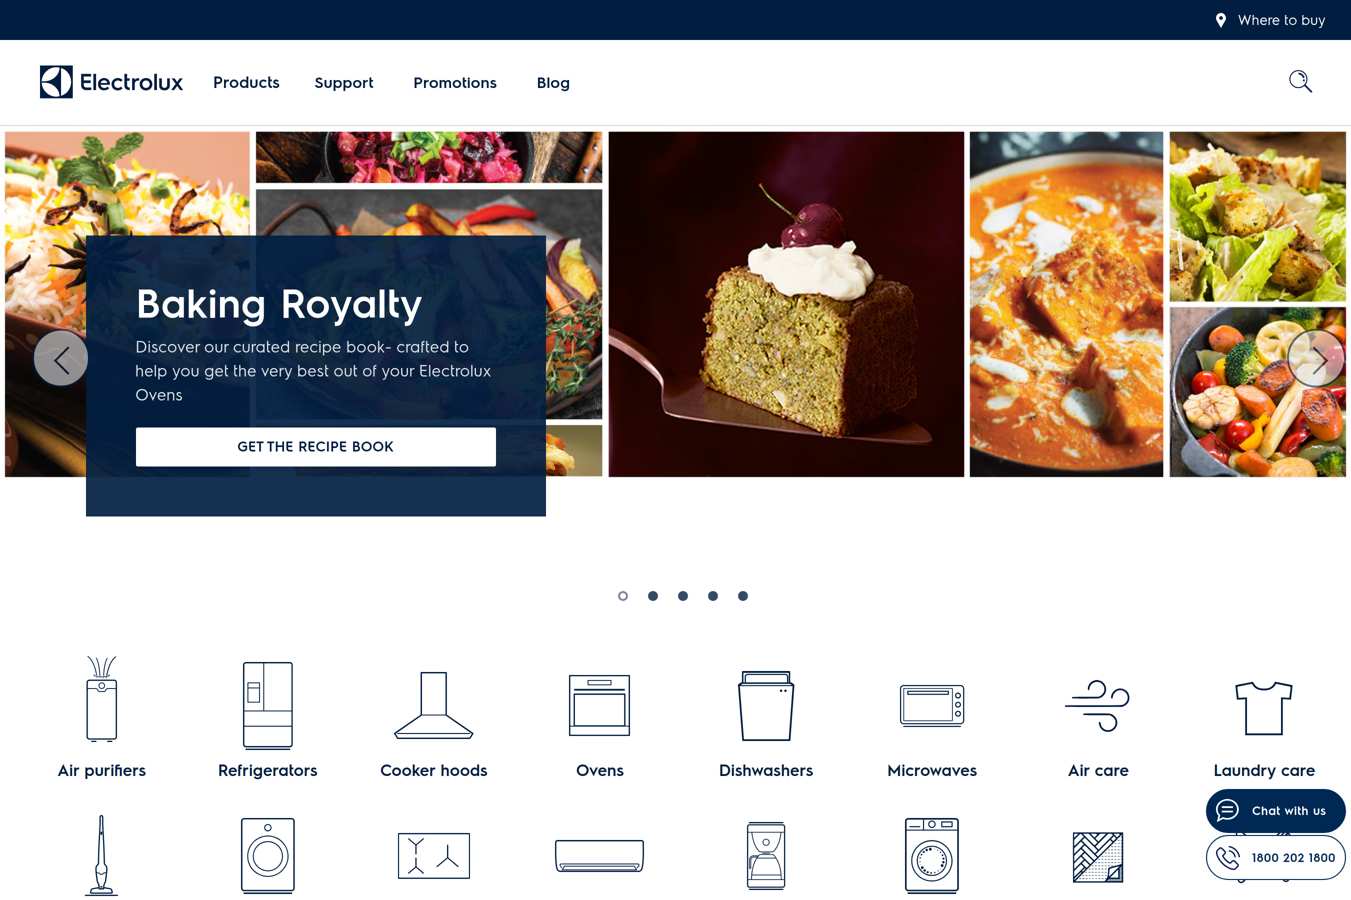 Where to buy
Electrolux
Products
Support
Promotions
Blog
Baking Royalty
Discover our curated recipe book- crafted to
help you get the very best out of your Electrolux
Ovens
GET THE RECIPE BOOK
Air purifiers
Refrigerators
Cooker hoods
Ovens
Dishwashers
Microwaves
Air care
Laundry care
Chat with us
1800 202 1800